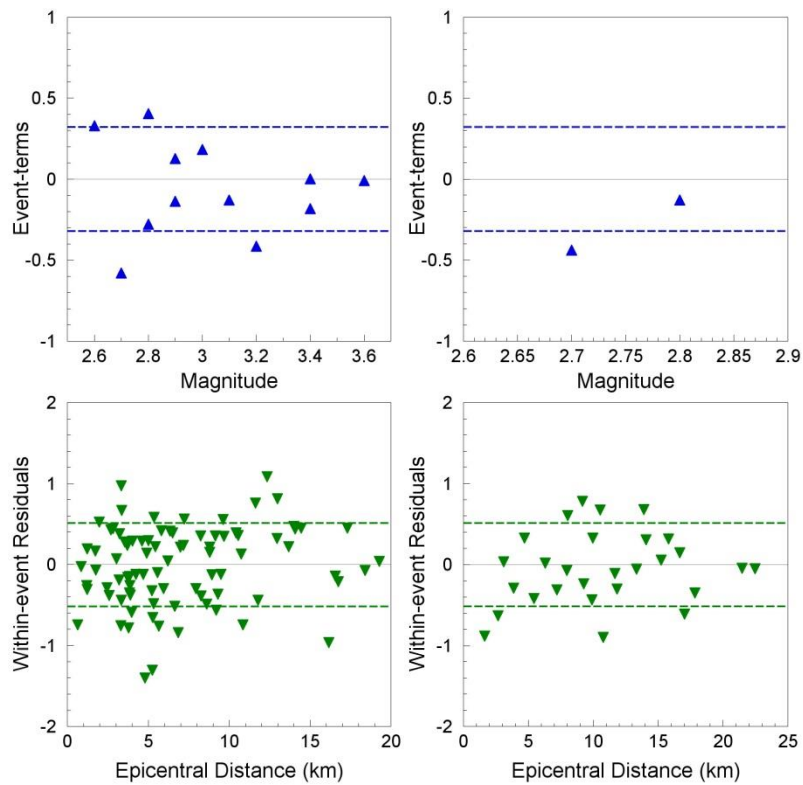 1
0.5
0
-0.5
-1
Event-terms
2.6 2.8 3 3.2 3.4 3.6
Magnitude
1
0.5
0
-0.5
-1
Event-terms
2.6 2.65 2.7 2.75 2.8 2.85 2.9
Magnitude
2
1
0
-1
-2
Within-event Residuals
0 5 10 15 20
Epicentral Distance (km)
2
1
0
-1
-2
Within-event Residuals
0 5 10 15 20 25
Epicentral Distance (km)